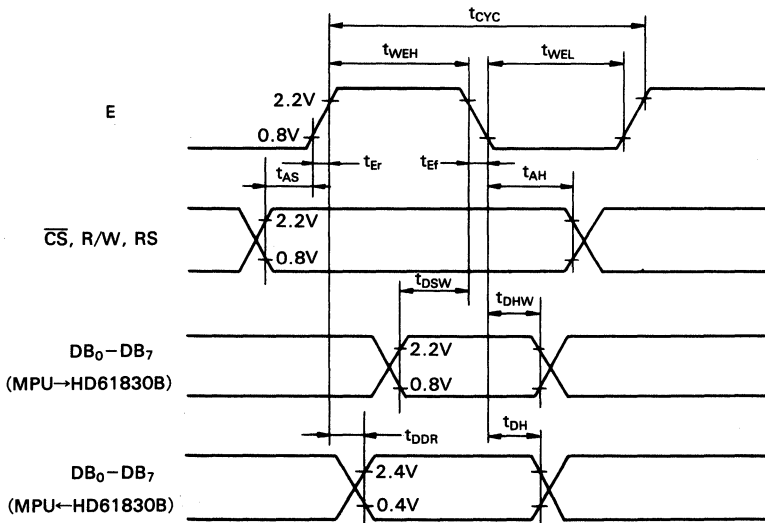 tCYC
tWEH
tWEL
E
2.2V
0.8V
tAS
tEr
tEf
tAH
CS, R/W, RS
2.2V
0.8V
tDSW
tDHW
DB0–DB7
(MPU→HD61830B)
2.2V
0.8V
tDDR
tDH
DB0–DB7
(MPU←HD61830B)
2.4V
0.4V